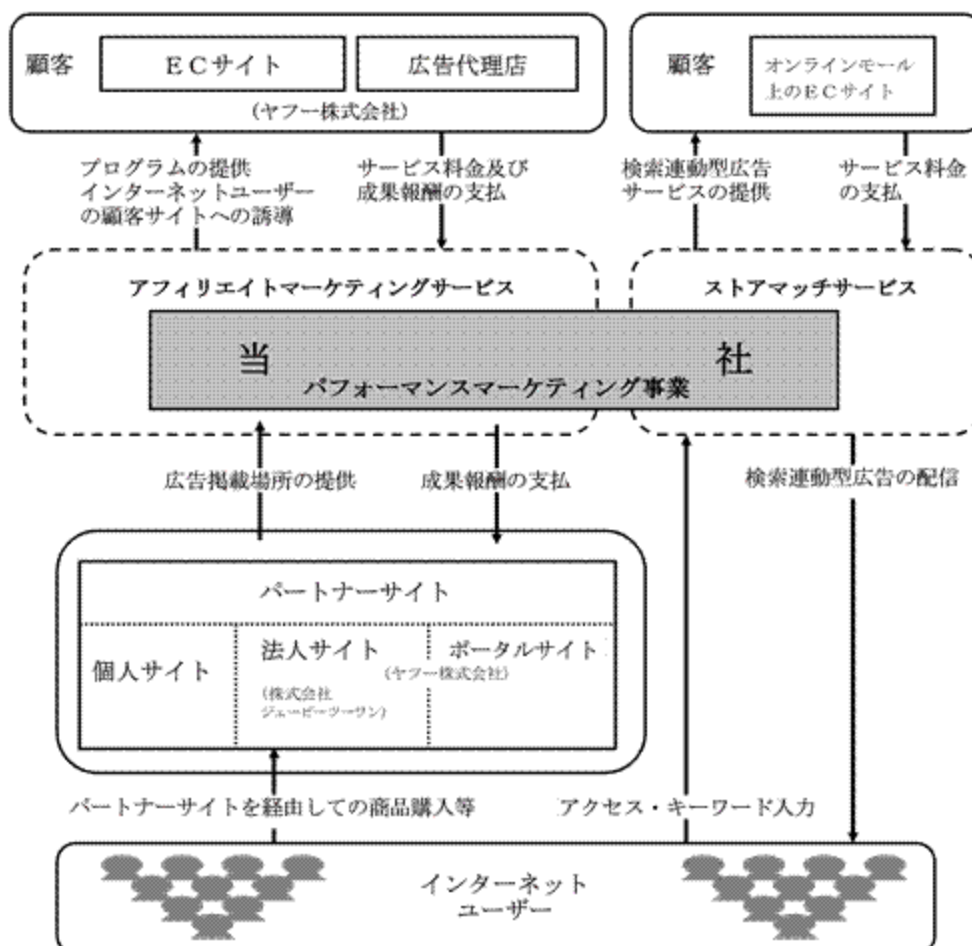 顧客
ECサイト
広告代理店
(ヤフー株式会社)
顧客
オンラインモール
上のECサイト
プログラムの提供
インターネットユーザー
の顧客サイトへの誘導
サービス料金及び
成果報酬の支払
検索連動型広告
サービスの提供
サービス料金
の支払
アフィリエイトマーケティングサービス
ストアマッチサービス
当 社
パフォーマンスマーケティング事業
広告掲載場所の提供
成果報酬の支払
検索連動型広告の配信
パートナーサイト
個人サイト
法人サイト
ポータルサイト
(ヤフー株式会社)
(株式会社
ジェーピーツーワン)
パートナーサイトを経由しての商品購入等
アクセス・キーワード入力
インターネット
ユーザー